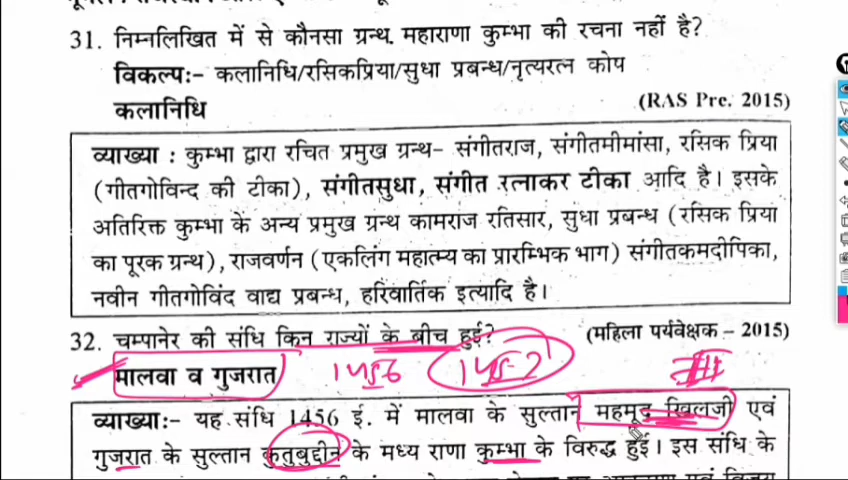 31. निम्नलिखित में से कौनसा ग्रन्थ महाराणा कुम्भा की रचना नहीं है?
विकल्पः- कलानिधि/रसिकप्रिया/सुधा प्रबन्ध/नृत्यरत्न कोष
कलानिधि (RAS Pre. 2015)
व्याख्या : कुम्भा द्वारा रचित प्रमुख ग्रन्थ- संगीतराज, संगीतमीमांसा, रसिक प्रिया
(गीतगोविन्द की टीका), संगीतसुधा, संगीत रत्नाकर टीका आदि है। इसके
अतिरिक्त कुम्भा के अन्य प्रमुख ग्रन्थ कामराज रतिसार, सुधा प्रबन्ध (रसिक प्रिया
का पूरक ग्रन्थ), राजवर्णन (एकलिंग महात्म्य का प्रारम्भिक भाग) संगीतकमदीपिका,
नवीन गीतगोविंद वाद्य प्रबन्ध, हरिवार्तिक इत्यादि है।
32. चम्पानेर की संधि किन राज्यों के बीच हुई? (महिला पर्यवेक्षक – 2015)
मालवा व गुजरात 1456 1457
व्याख्याः- यह संधि 1456 ई. में मालवा के सुल्तान महमूद खिलजी एवं
गुजरात के सुल्तान कुतुबुद्दीन के मध्य राणा कुम्भा के विरुद्ध हुई। इस संधि के